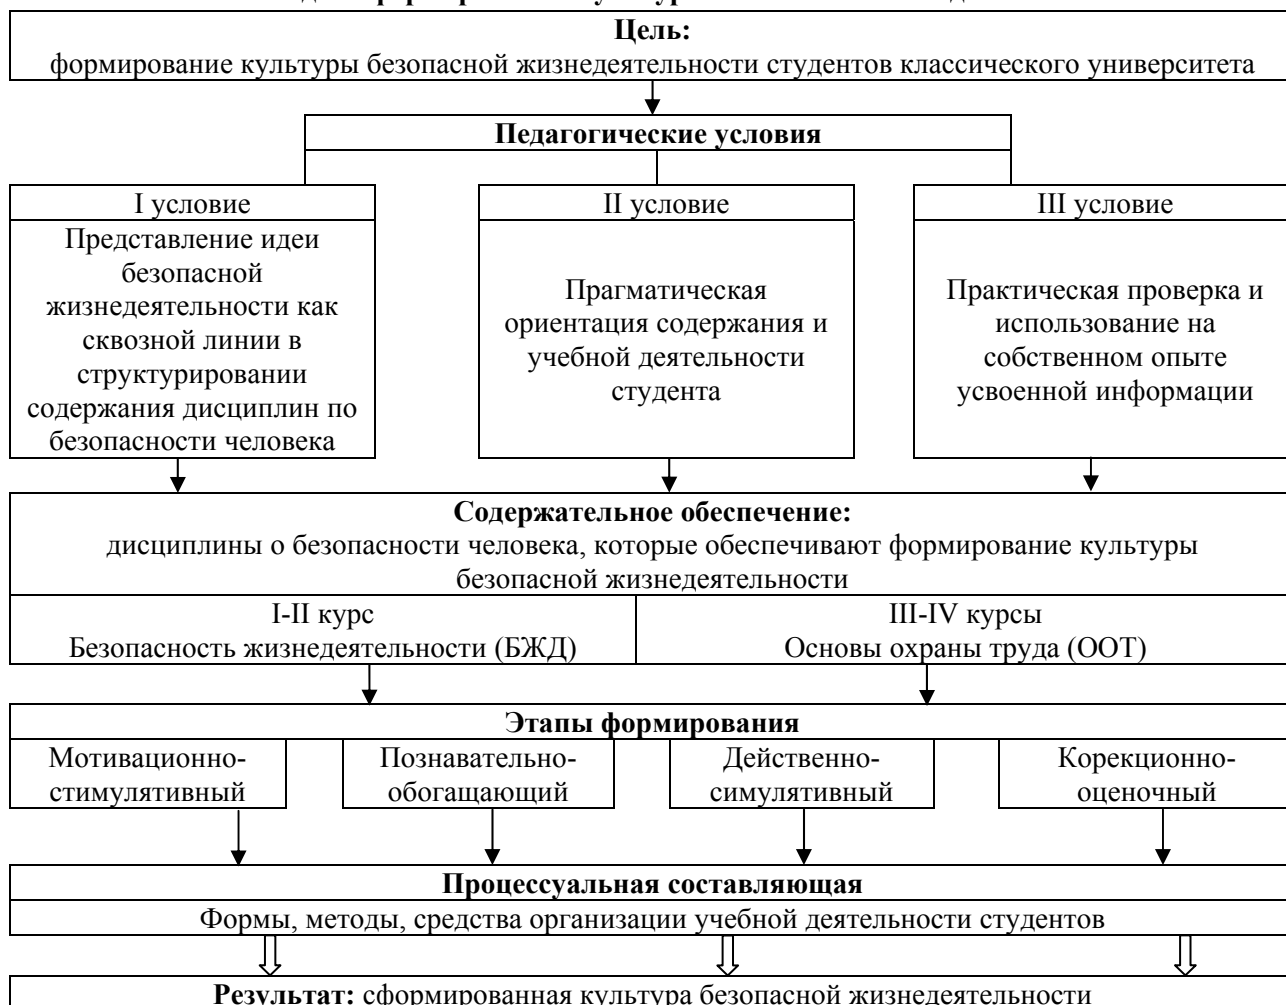 Цель:
формирование культуры безопасной жизнедеятельности студентов классического университета
Педагогические условия
I условие
Представление идеи
безопасной
жизнедеятельности как
сквозной линии в
структурировании
содержания дисциплин по
безопасности человека
II условие
Прагматическая
ориентация содержания и
учебной деятельности
студента
III условие
Практическая проверка и
использование на
собственном опыте
усвоенной информации
Содержательное обеспечение:
дисциплины о безопасности человека, которые обеспечивают формирование культуры
безопасной жизнедеятельности
I-II курс
Безопасность жизнедеятельности (БЖД)
III-IV курсы
Основы охраны труда (ООТ)
Этапы формирования
Мотивационно-
стимулятивный
Познавательно-
обогащающий
Действенно-
симулятивный
Корекционно-
оценочный
Процессуальная составляющая
Формы, методы, средства организации учебной деятельности студентов
Результат: сформированная культура безопасной жизнедеятельности